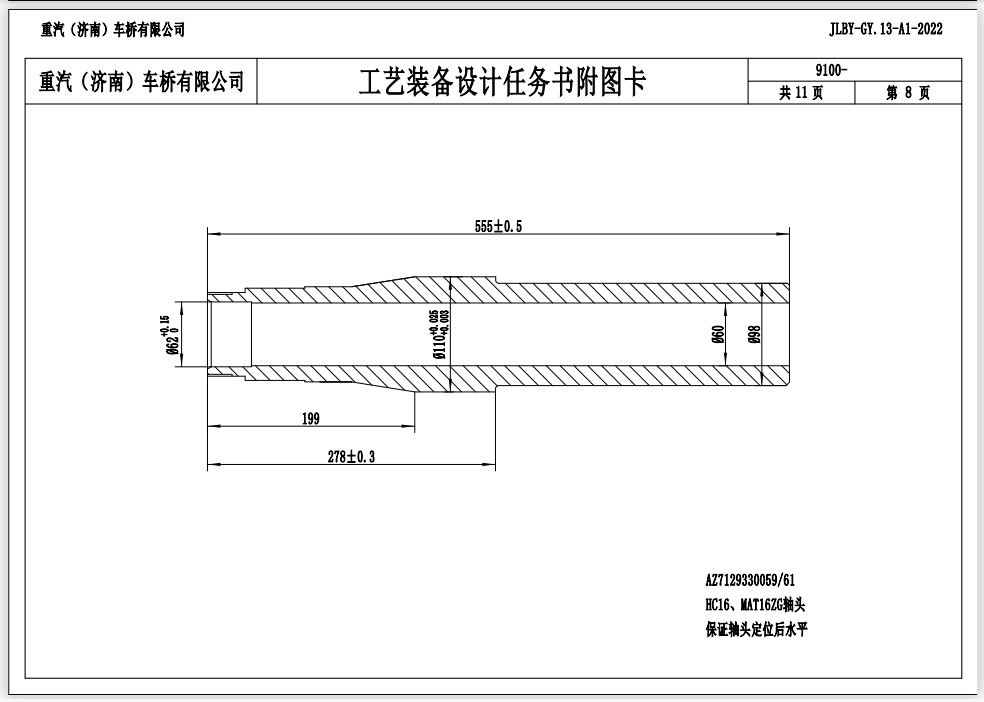 重汽（济南）车桥有限公司 JLBY-GY.13-A1-2022
重汽（济南）车桥有限公司 工艺装备设计任务书附图卡 9100-
共 11 页 第 8 页
555±0.5
Ø62 +0.15 0
Ø110 +0.025 +0.003
Ø60
Ø98
199
278±0.3
AZ7129330059/61
HC16、MAT16ZG轴头
保证轴头定位后水平